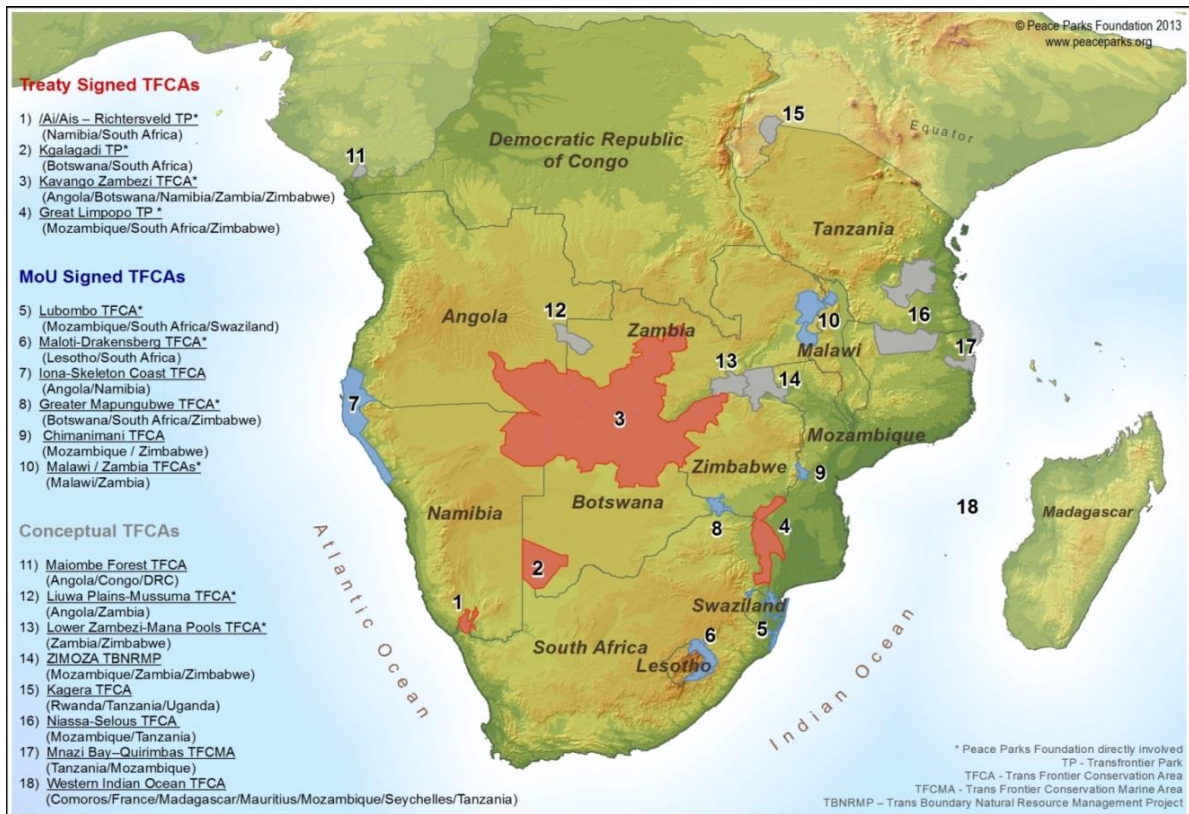 © Peace Parks Foundation 2013
www.peaceparks.org
Treaty Signed TFCAs
1) /Ai/Ais – Richtersveld TP*
(Namibia/South Africa)
2) Kgalagadi TP*
(Botswana/South Africa)
3) Kavango Zambezi TFCA*
(Angola/Botswana/Namibia/Zambia/Zimbabwe)
4) Great Limpopo TP *
(Mozambique/South Africa/Zimbabwe)
MoU Signed TFCAs
5) Lubombo TFCA*
(Mozambique/South Africa/Swaziland)
6) Maloti-Drakensberg TFCA*
(Lesotho/South Africa)
7) Iona-Skeleton Coast TFCA
(Angola/Namibia)
8) Greater Mapungubwe TFCA*
(Botswana/South Africa/Zimbabwe)
9) Chimanimani TFCA
(Mozambique / Zimbabwe)
10) Malawi / Zambia TFCAs*
(Malawi/Zambia)
Conceptual TFCAs
11) Maiombe Forest TFCA
(Angola/Congo/DRC)
12) Liuwa Plains-Mussuma TFCA*
(Angola/Zambia)
13) Lower Zambezi-Mana Pools TFCA*
(Zambia/Zimbabwe)
14) ZIMOZA TBNRMP
(Mozambique/Zambia/Zimbabwe)
15) Kagera TFCA
(Rwanda/Tanzania/Uganda)
16) Niassa-Selous TFCA
(Mozambique/Tanzania)
17) Mnazi Bay–Quirimbas TFCMA
(Tanzania/Mozambique)
18) Western Indian Ocean TFCA
(Comoros/France/Madagascar/Mauritius/Mozambique/Seychelles/Tanzania)
15
Equator
Democratic Republic
of Congo
11
Tanzania
16
12
Angola
Zambia
10
17
13
Malawi
14
7
3
Mozambique
Zimbabwe
9
Botswana
18
Madagascar
Namibia
8
4
2
Atlantic Ocean
1
Swaziland
5
6
South Africa
Lesotho
Indian Ocean
* Peace Parks Foundation directly involved
TP - Transfrontier Park
TFCA - Trans Frontier Conservation Area
TFCMA - Trans Frontier Conservation Marine Area
TBNRMP – Trans Boundary Natural Resource Management Project